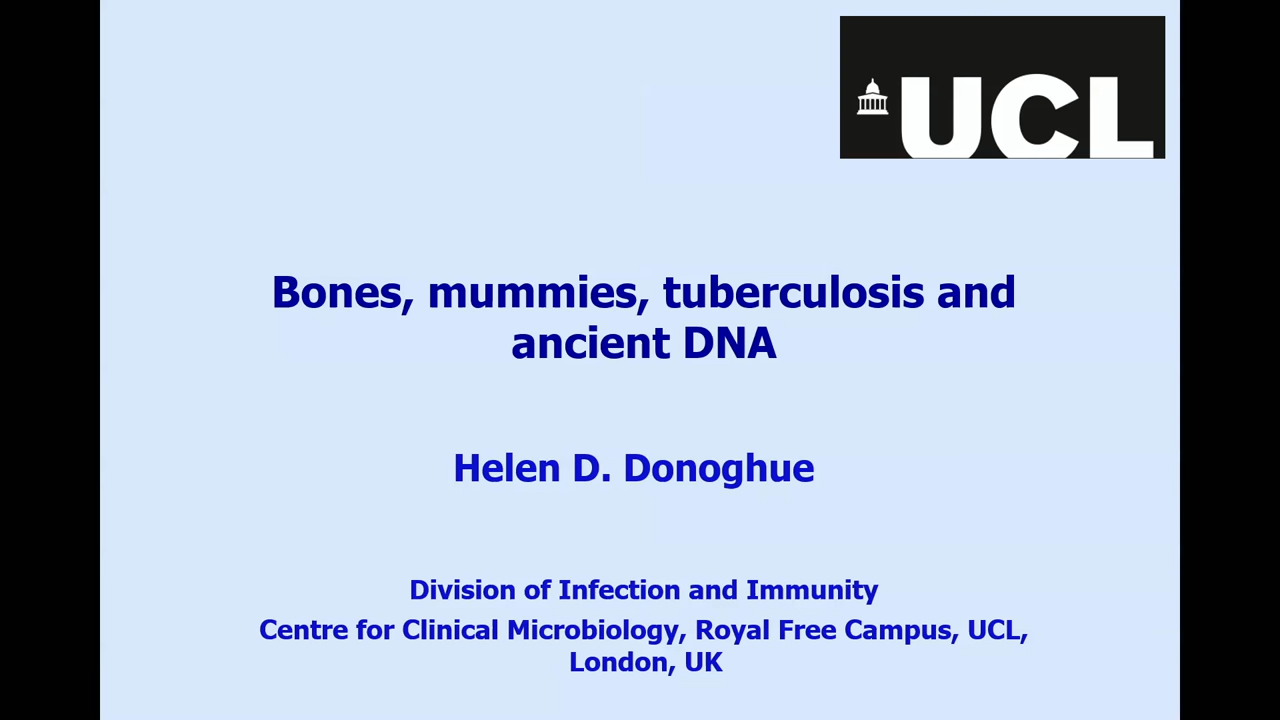 UCL
Bones, mummies, tuberculosis and
ancient DNA
Helen D. Donoghue
Division of Infection and Immunity
Centre for Clinical Microbiology, Royal Free Campus, UCL,
London, UK